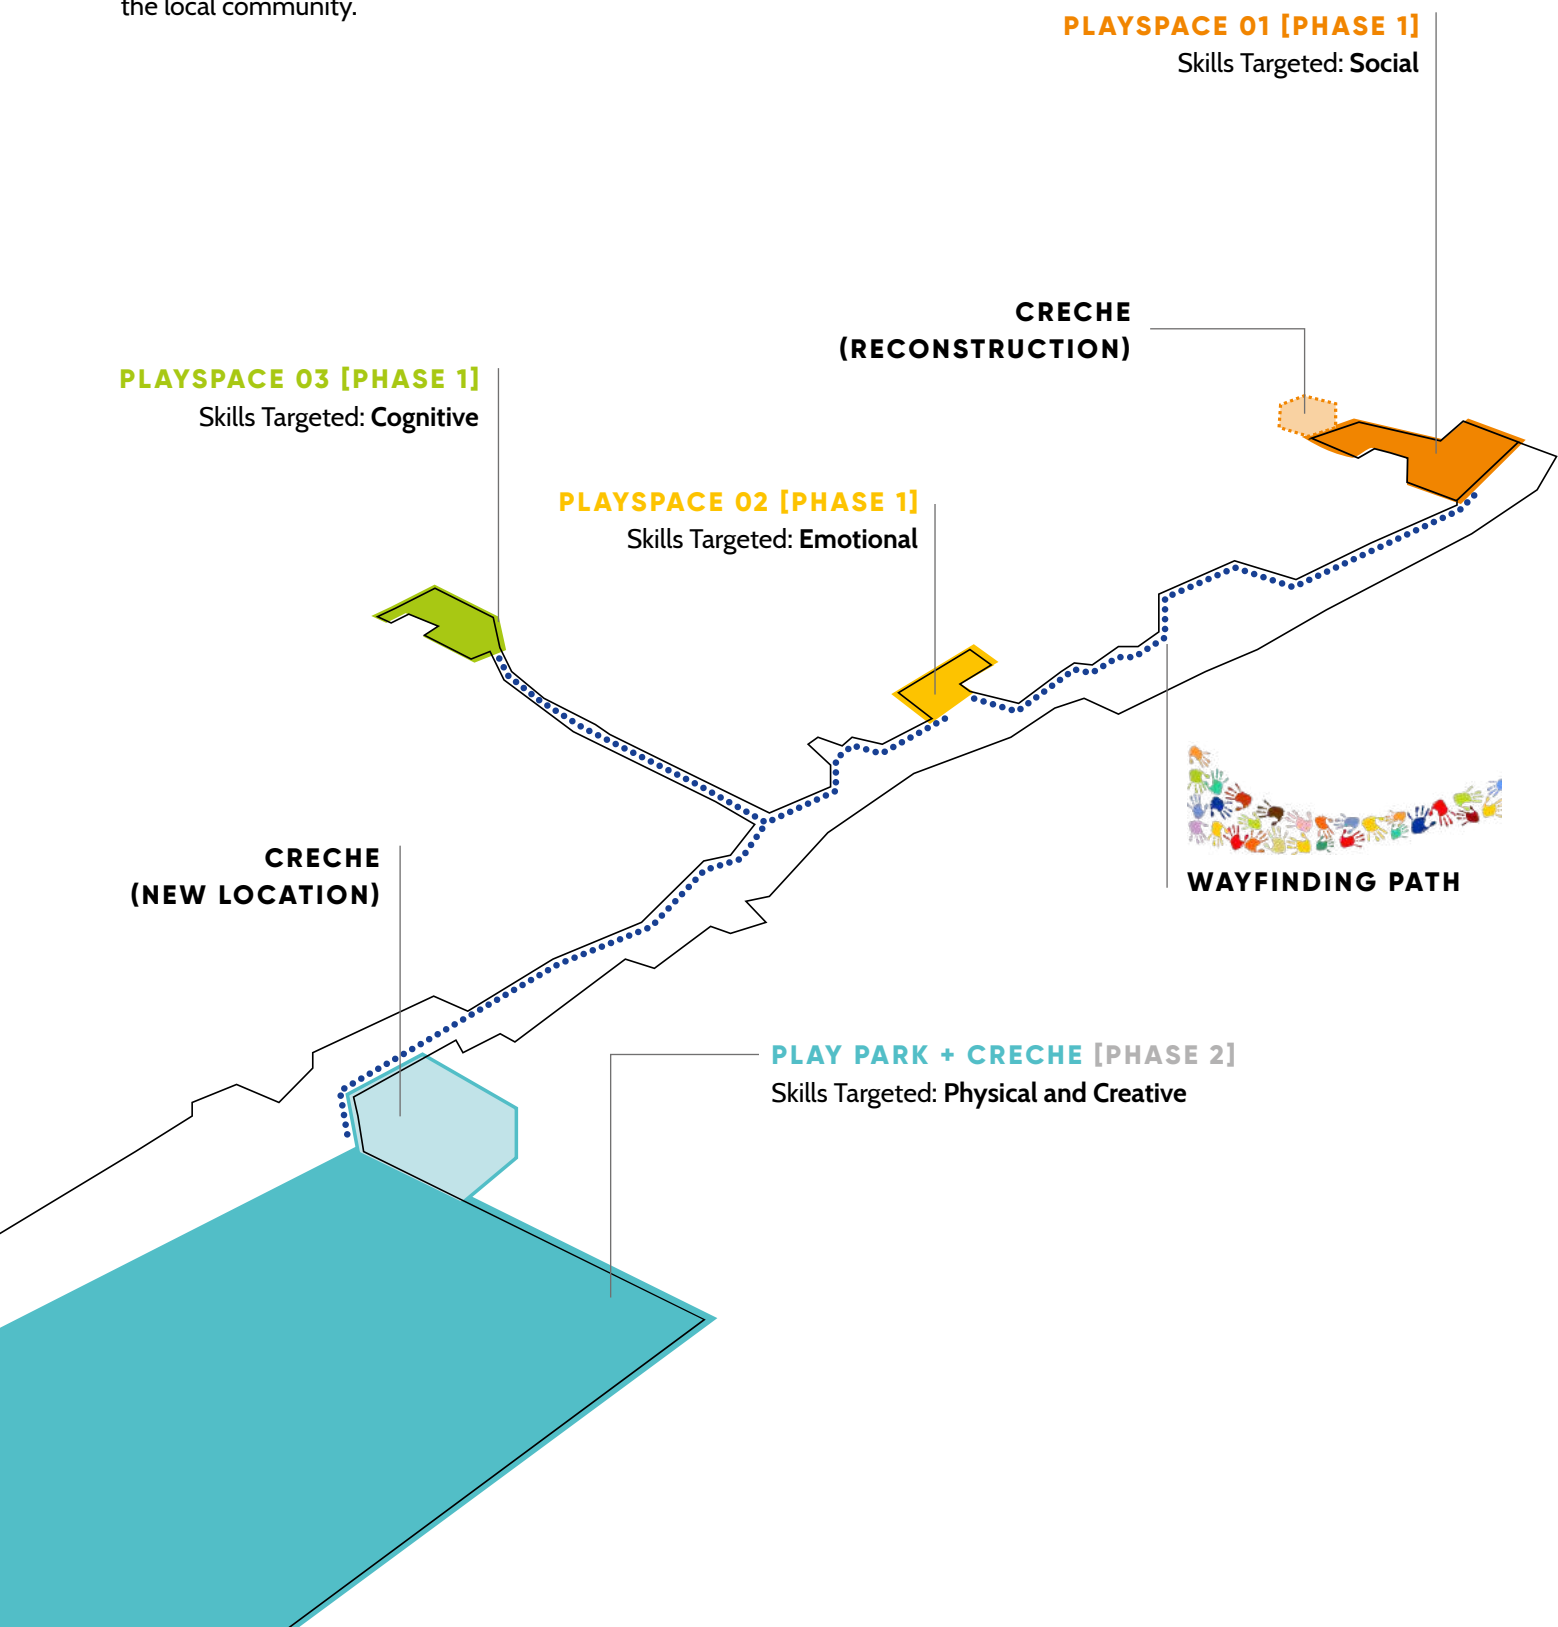 the local community.
PLAYSPACE 01 [PHASE 1]
Skills Targeted: Social
CRECHE
(RECONSTRUCTION)
PLAYSPACE 03 [PHASE 1]
Skills Targeted: Cognitive
PLAYSPACE 02 [PHASE 1]
Skills Targeted: Emotional
CRECHE
(NEW LOCATION)
WAYFINDING PATH
PLAY PARK + CRECHE [PHASE 2]
Skills Targeted: Physical and Creative